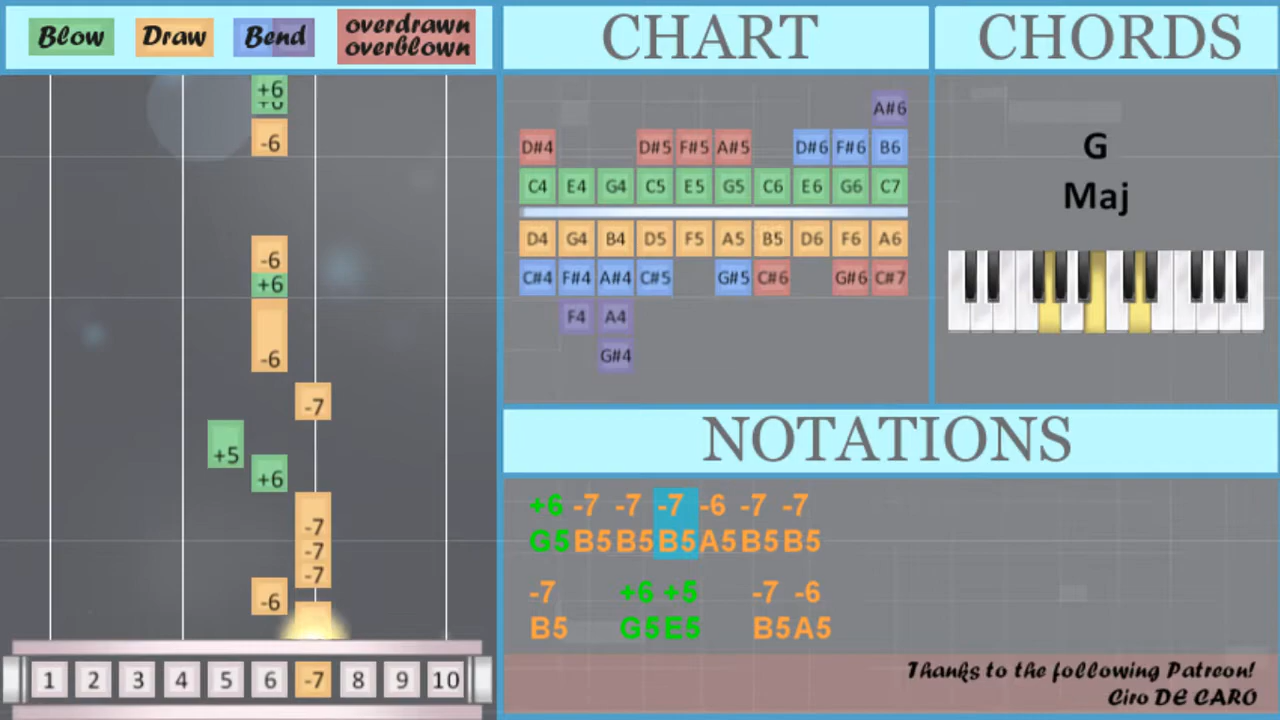 Blow Draw Bend overdrawn
overblown
CHART
CHORDS
+6
-6
-6
+6
-6
-7
+5
+6
-7
-7
-7
-6
1 2 3 4 5 6 -7 8 9 10
A#6
D#4 D#5 F#5 A#5 D#6 F#6 B6
C4 E4 G4 C5 E5 G5 C6 E6 G6 C7
D4 G4 B4 D5 F5 A5 B5 D6 F6 A6
C#4 F#4 A#4 C#5 G#5 C#6 G#6 C#7
F4 A4
G#4
G
Maj
NOTATIONS
+6 -7 -7 -7 -6 -7 -7
G5 B5 B5 B5 A5 B5 B5
-7 +6 +5 -7 -6
B5 G5 E5 B5 A5
Thanks to the following Patreon!
Ciro DE CARO